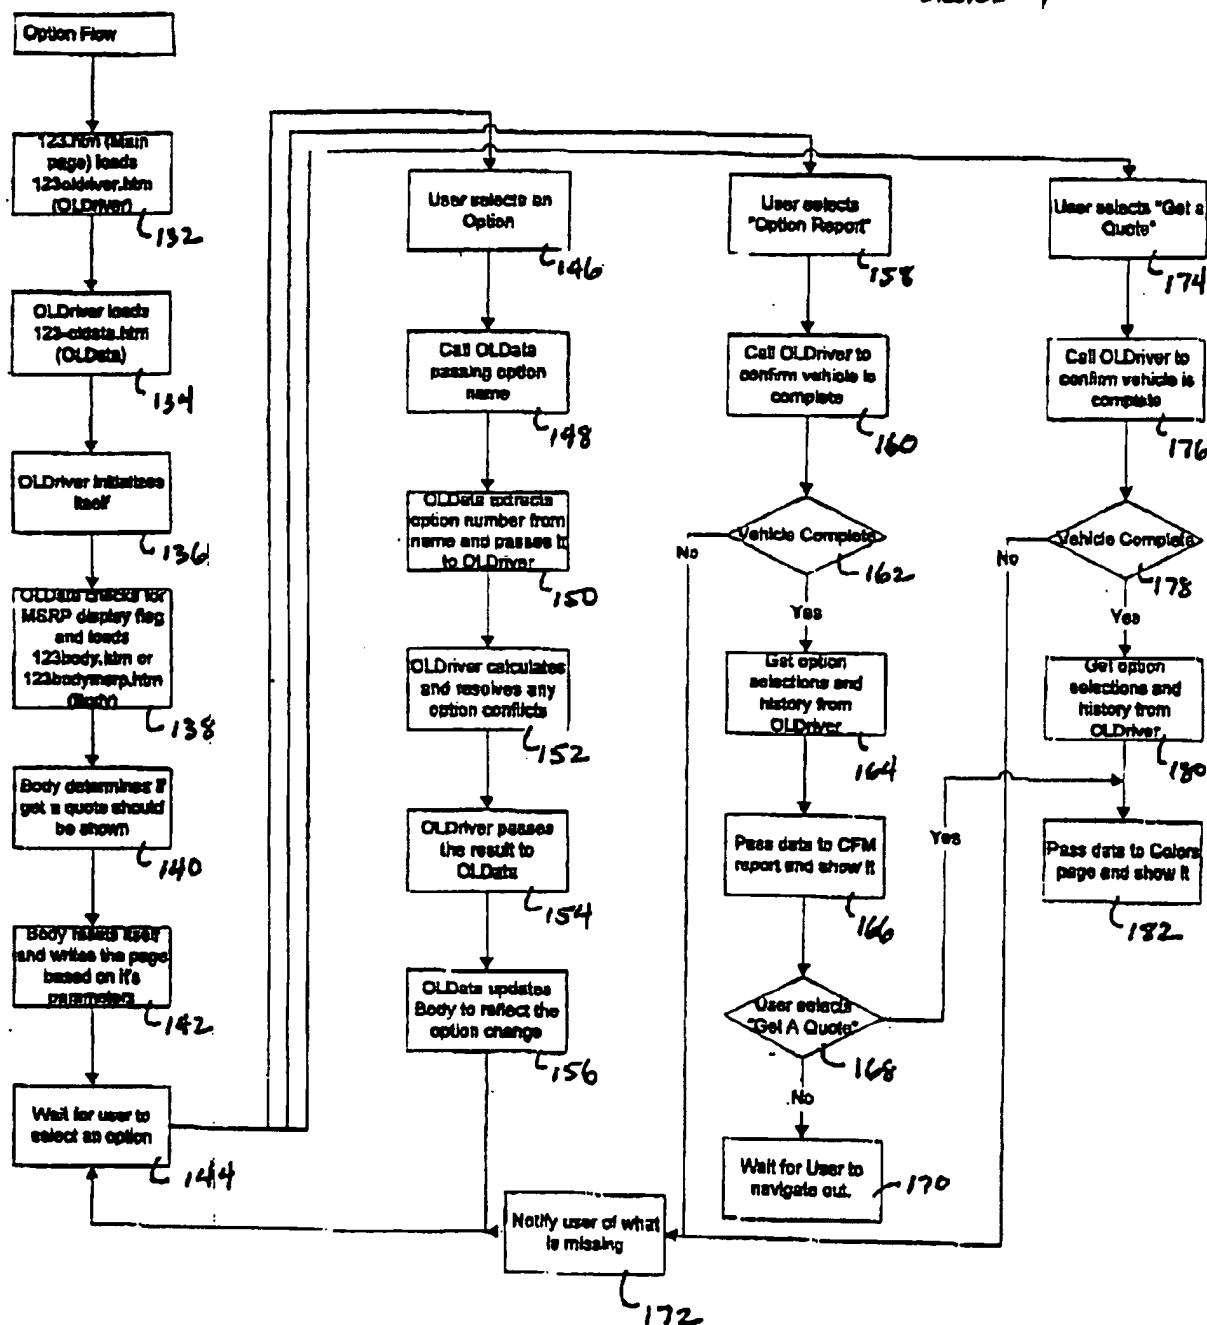 Option Flow
123.htm (Main
page) loads
123oldriver.htm
(OLDriver)
132
OLDriver loads
123-oldata.htm
(OLData)
134
OLDriver initializes
itself
136
OLData checks for
MSRP display flag
and loads
123body.htm or
123bodymsrp.htm
(Body)
138
Body determines if
get a quote should
be shown
140
Body resets itself
and writes the page
based on it's
parameters
142
Wait for user to
select an option
144
User selects an
Option
146
Call OLData
passing option
name
148
OLData extracts
option number from
name and passes it
to OLDriver
150
OLDriver calculates
and resolves any
option conflicts
152
OLDriver passes
the result to
OLData
154
OLData updates
Body to reflect the
option change
156
User selects
"Option Report"
158
Call OLDriver to
confirm vehicle is
complete
160
Vehicle Complete
162
No
Yes
Get option
selections and
history from
OLDriver
164
Pass data to CFM
report and show it
166
User selects
"Get A Quote"
168
Yes
No
Wait for User to
navigate out.
170
Notify user of what
is missing
172
User selects "Get a
Quote"
174
Call OLDriver to
confirm vehicle is
complete
176
Vehicle Complete
178
No
Yes
Get option
selections and
history from
OLDriver
180
Pass data to Colors
page and show it
182